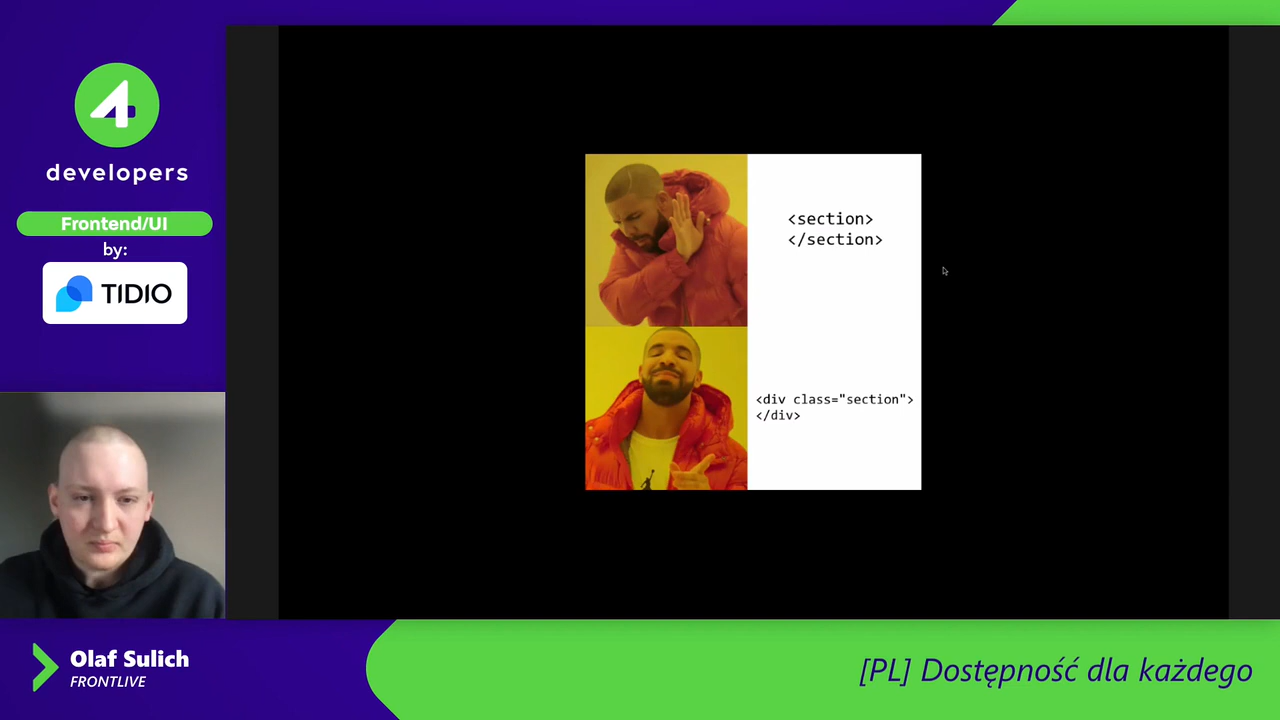 4
developers
Frontend/UI
by:
TIDIO
<section>
</section>
<div class="section">
</div>
Olaf Sulich
FRONTLIVE
[PL] Dostępność dla każdego